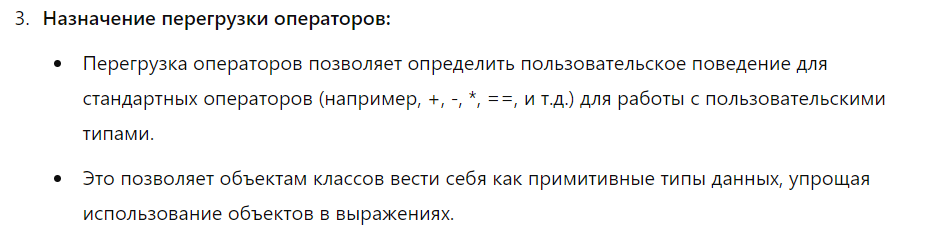 3. Назначение перегрузки операторов:
• Перегрузка операторов позволяет определить пользовательское поведение для
стандартных операторов (например, +, -, *, ==, и т.д.) для работы с пользовательскими
типами.
• Это позволяет объектам классов вести себя как примитивные типы данных, упрощая
использование объектов в выражениях.